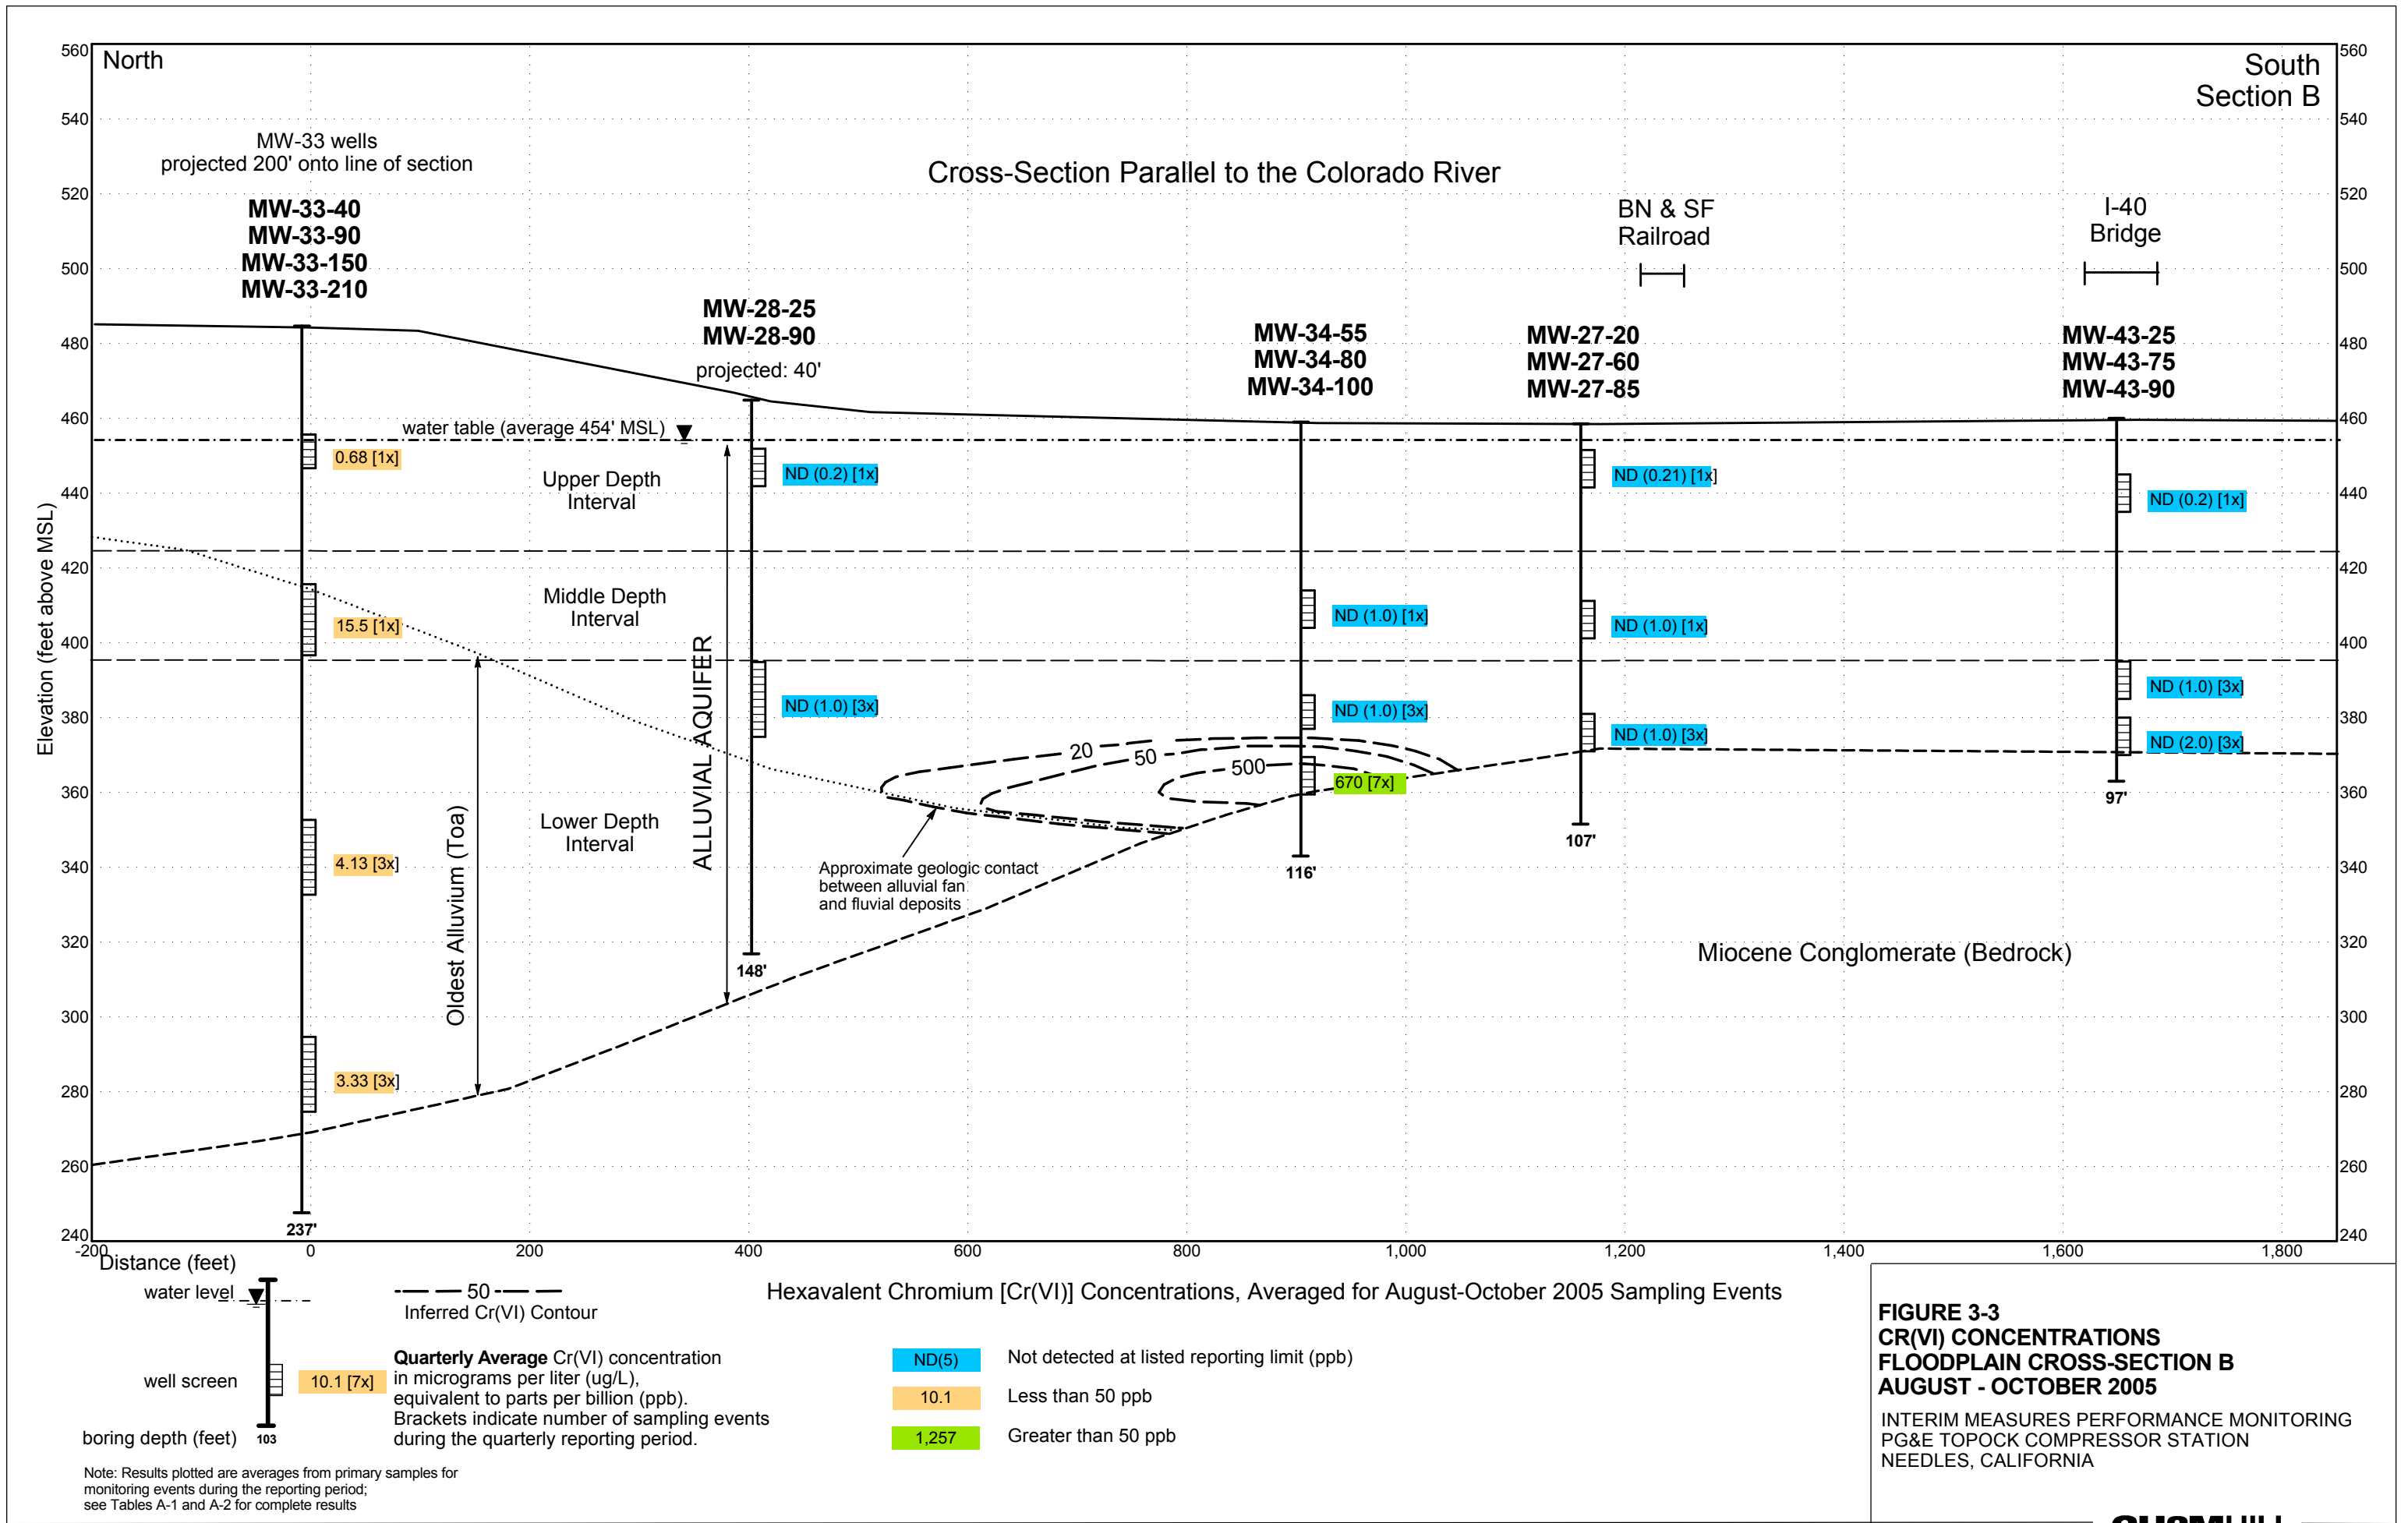 North
South
Section B
MW-33 wells
projected 200' onto line of section
Cross-Section Parallel to the Colorado River
MW-33-40
MW-33-90
MW-33-150
MW-33-210
MW-28-25
MW-28-90
projected: 40'
MW-34-55
MW-34-80
MW-34-100
BN & SF
Railroad
MW-27-20
MW-27-60
MW-27-85
I-40
Bridge
MW-43-25
MW-43-75
MW-43-90
560
540
520
500
480
460
440
420
400
380
360
340
320
300
280
260
240
Elevation (feet above MSL)
560
540
520
500
480
460
440
420
400
380
360
340
320
300
280
260
240
water table (average 454' MSL)
0.68 [1x]
15.5 [1x]
4.13 [3x]
3.33 [3x]
237'
Upper Depth
Interval
Middle Depth
Interval
Lower Depth
Interval
Oldest Alluvium (Toa)
ALLUVIAL AQUIFER
ND (0.2) [1x]
ND (1.0) [3x]
148'
20
50
500
Approximate geologic contact
between alluvial fan
and fluvial deposits
ND (1.0) [1x]
ND (1.0) [3x]
670 [7x]
116'
ND (0.21) [1x]
ND (1.0) [1x]
ND (1.0) [3x]
107'
ND (0.2) [1x]
ND (1.0) [3x]
ND (2.0) [3x]
97'
Miocene Conglomerate (Bedrock)
-200
0
200
400
600
800
1,000
1,200
1,400
1,600
1,800
Distance (feet)
water level
well screen
10.1 [7x]
boring depth (feet)
103
50
Inferred Cr(VI) Contour
Quarterly Average Cr(VI) concentration
in micrograms per liter (ug/L),
equivalent to parts per billion (ppb).
Brackets indicate number of sampling events
during the quarterly reporting period.
Note: Results plotted are averages from primary samples for
monitoring events during the reporting period;
see Tables A-1 and A-2 for complete results
Hexavalent Chromium [Cr(VI)] Concentrations, Averaged for August-October 2005 Sampling Events
ND(5) Not detected at listed reporting limit (ppb)
10.1 Less than 50 ppb
1,257 Greater than 50 ppb
FIGURE 3-3
CR(VI) CONCENTRATIONS
FLOODPLAIN CROSS-SECTION B
AUGUST - OCTOBER 2005
INTERIM MEASURES PERFORMANCE MONITORING
PG&E TOPOCK COMPRESSOR STATION
NEEDLES, CALIFORNIA